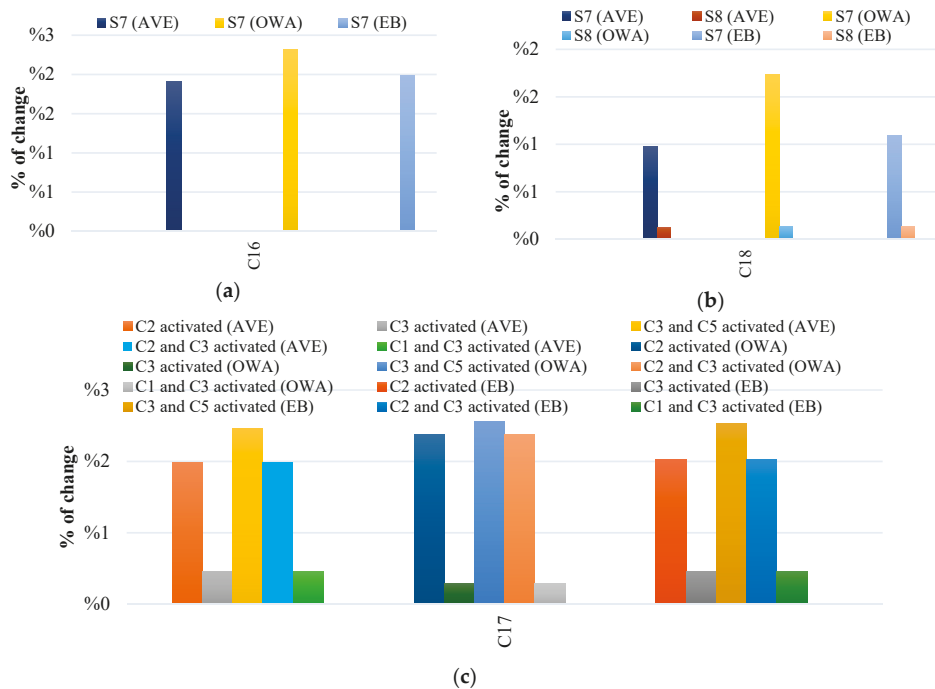 S7 (AVE) S7 (OWA) S7 (EB)
% of change
%3
%2
%2
%1
%1
%0
C16
(a)
S7 (AVE) S8 (AVE) S7 (OWA)
S8 (OWA) S7 (EB) S8 (EB)
% of change
%2
%2
%1
%1
%0
C18
(b)
C2 activated (AVE) C3 activated (AVE) C3 and C5 activated (AVE)
C2 and C3 activated (AVE) C1 and C3 activated (AVE) C2 activated (OWA)
C3 activated (OWA) C3 and C5 activated (OWA) C2 and C3 activated (OWA)
C1 and C3 activated (OWA) C2 activated (EB) C3 activated (EB)
C3 and C5 activated (EB) C2 and C3 activated (EB) C1 and C3 activated (EB)
% of change
%3
%2
%1
%0
C17
(c)